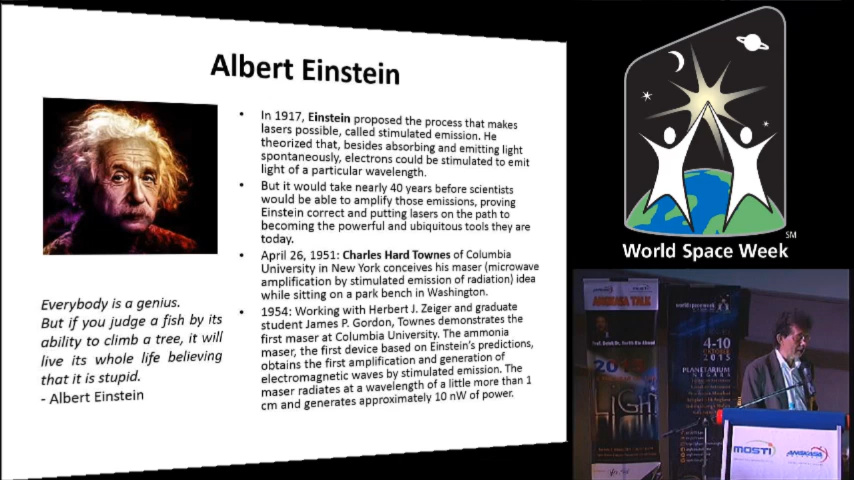 Albert Einstein
• In 1917, Einstein proposed the process that makes
lasers possible, called stimulated emission. He
theorized that, besides absorbing and emitting light
spontaneously, electrons could be stimulated to emit
light of a particular wavelength.
• But it would take nearly 40 years before scientists
would be able to amplify those emissions, proving
Einstein correct and putting lasers on the path to
becoming the powerful and ubiquitous tools they are
today.
• April 26, 1951: Charles Hard Townes of Columbia
University in New York conceives his maser (microwave
amplification by stimulated emission of radiation) idea
while sitting on a park bench in Washington.
• 1954: Working with Herbert J. Zeiger and graduate
student James P. Gordon, Townes demonstrates the
first maser at Columbia University. The ammonia
maser, the first device based on Einstein's predictions,
obtains the first amplification and generation of
electromagnetic waves by stimulated emission. The
maser radiates at a wavelength of a little more than 1
cm and generates approximately 10 nW of power.
Everybody is a genius.
But if you judge a fish by its
ability to climb a tree, it will
live its whole life believing
that it is stupid.
- Albert Einstein
SM
World Space Week
ANGKASA TALK
LIGHT
4-10
2015
PLANETARIUM
NEGARA
MOSTI
ANGKASA